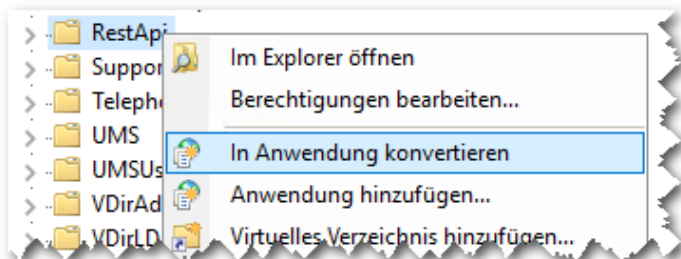 RestApi
Im Explorer öffnen
Berechtigungen bearbeiten...
UMS
In Anwendung konvertieren
Anwendung hinzufügen...
Virtuelles Verzeichnis hinzufügen...